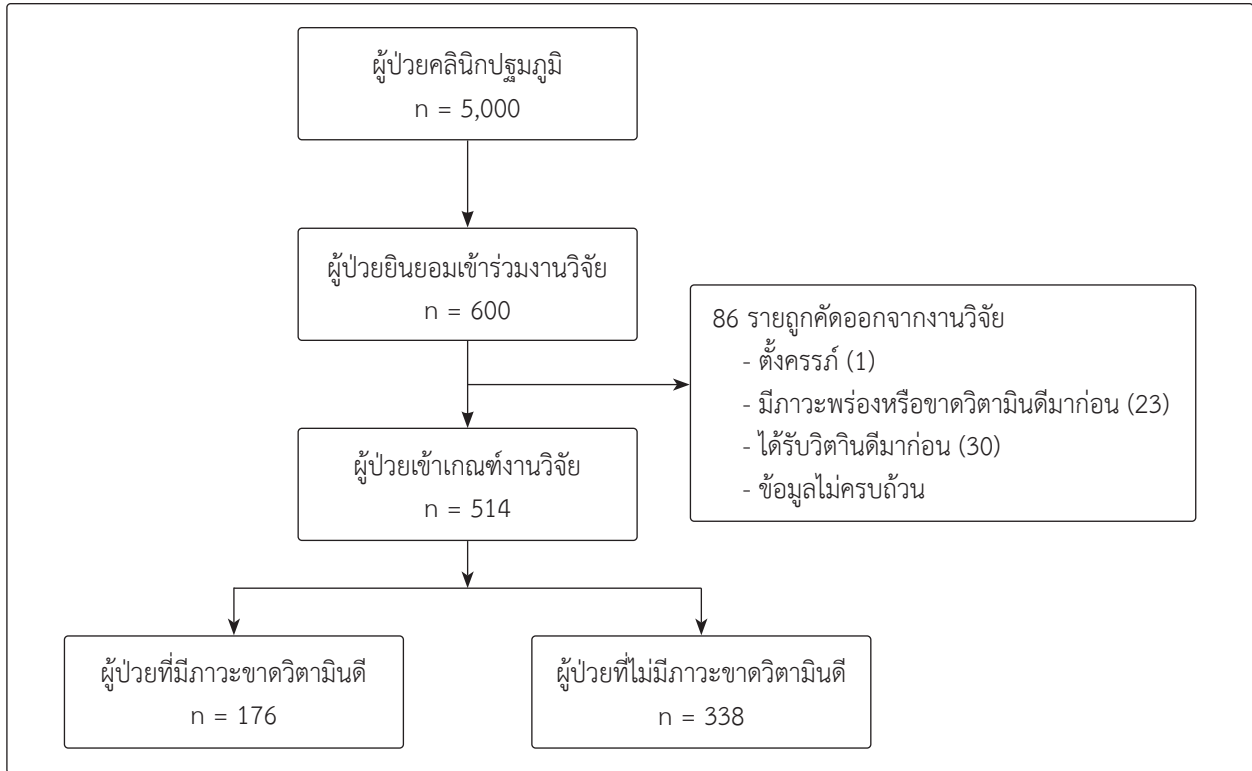 ผู้ป่วยคลินิกปฐมภูมิ
n = 5,000
ผู้ป่วยยินยอมเข้าร่วมงานวิจัย
n = 600
86 รายถูกคัดออกจากงานวิจัย
- ตั้งครรภ์ (1)
- มีภาวะพร่องหรือขาดวิตามินดีมาก่อน (23)
- ได้รับวิตาินดีมาก่อน (30)
- ข้อมูลไม่ครบถ้วน
ผู้ป่วยเข้าเกณฑ์งานวิจัย
n = 514
ผู้ป่วยที่มีภาวะขาดวิตามินดี
n = 176
ผู้ป่วยที่ไม่มีภาวะขาดวิตามินดี
n = 338